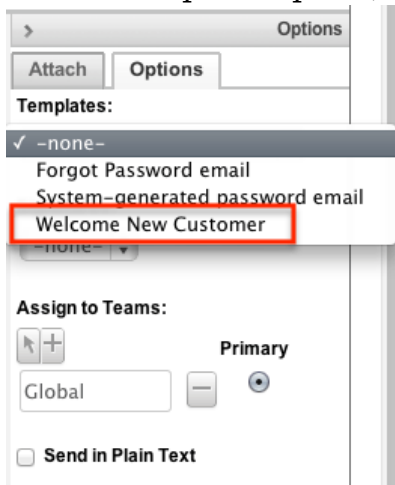 Options
Attach Options
Templates:
✓ -none-
Forgot Password email
System-generated password email
Welcome New Customer
-none-
Assign to Teams:
Primary
Global
Send in Plain Text